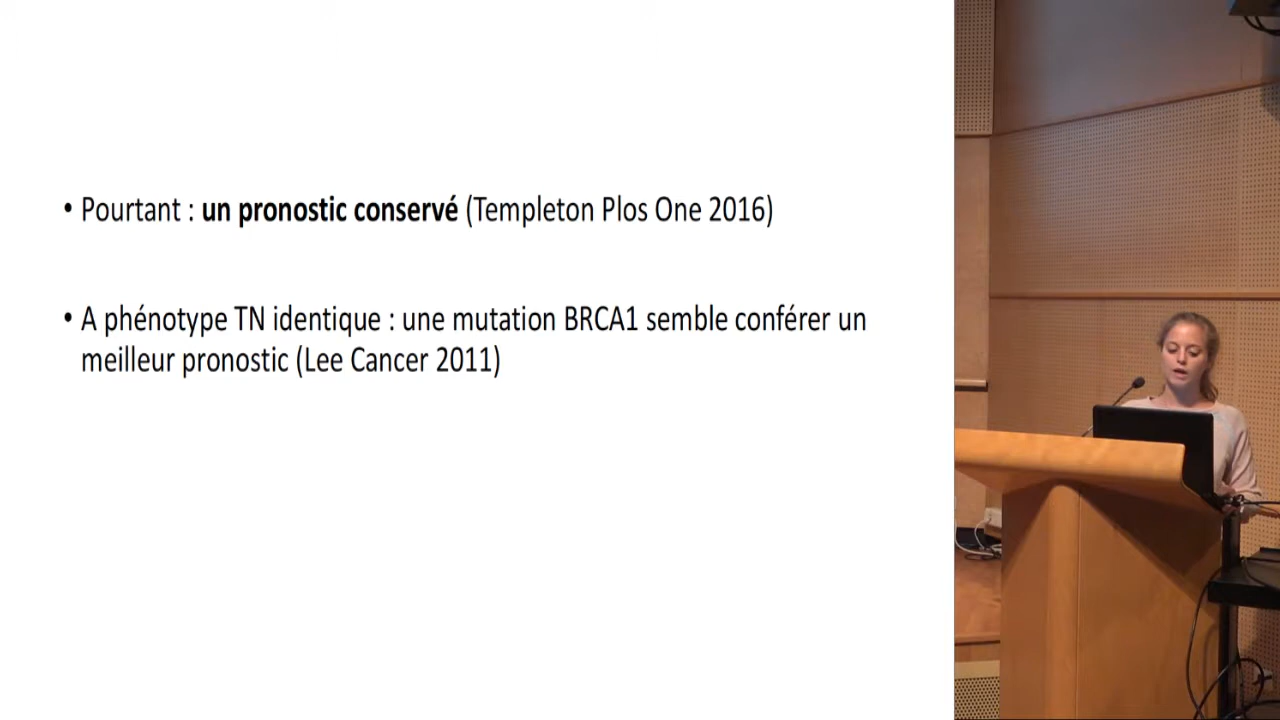 • Pourtant : un pronostic conservé (Templeton Plos One 2016)
• A phénotype TN identique : une mutation BRCA1 semble conférer un
meilleur pronostic (Lee Cancer 2011)